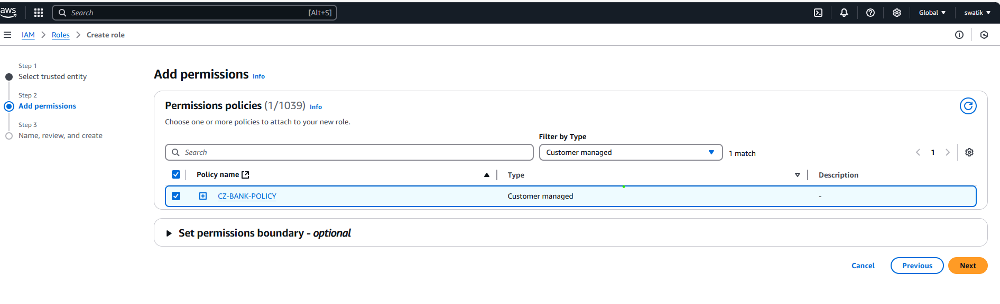 aws
Search [Alt+S] Global swatik
IAM Roles Create role
Step 1
Select trusted entity
Step 2
Add permissions
Step 3
Name, review, and create
Add permissions Info
Permissions policies (1/1039) Info
Choose one or more policies to attach to your new role.
Filter by Type
Search Customer managed 1 match 1
Policy name Type Description
CZ-BANK-POLICY Customer managed -
Set permissions boundary - optional
Cancel Previous Next